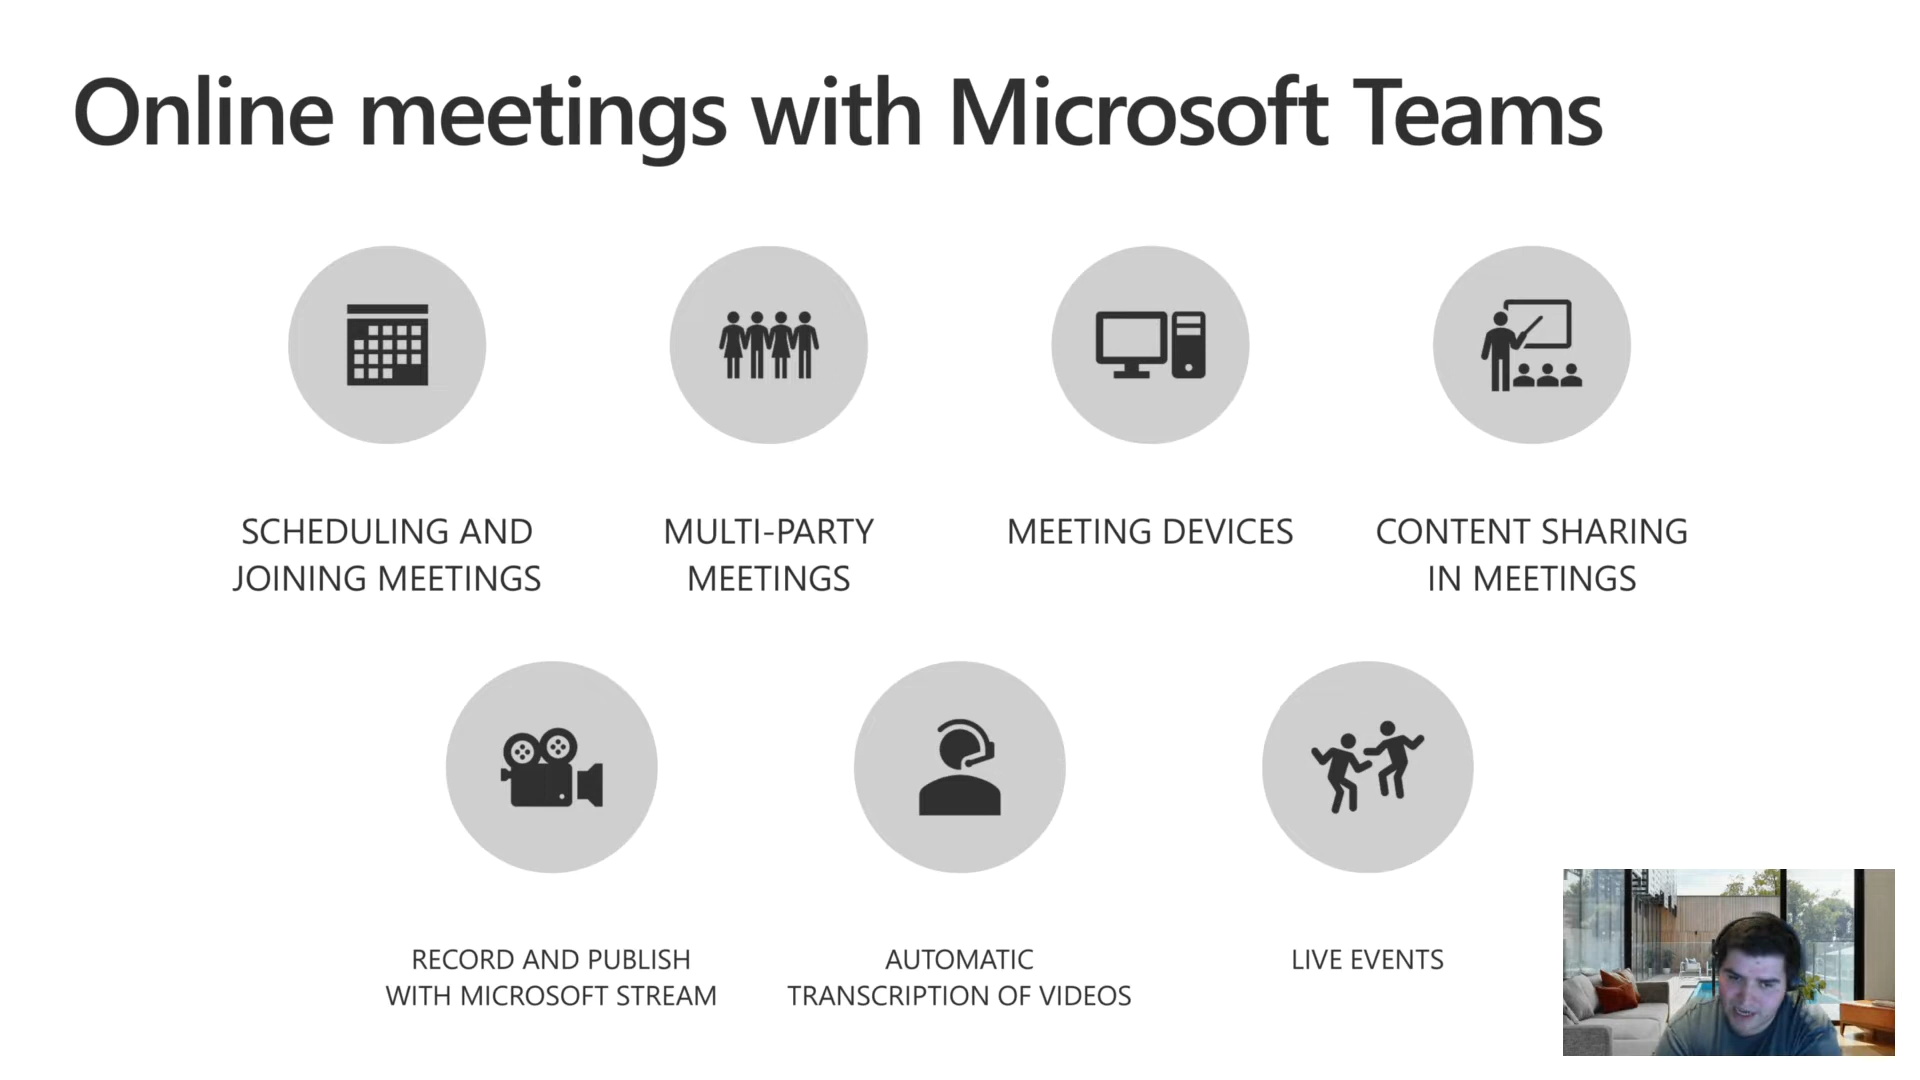 Online meetings with Microsoft Teams
SCHEDULING AND
JOINING MEETINGS
MULTI-PARTY
MEETINGS
MEETING DEVICES
CONTENT SHARING
IN MEETINGS
RECORD AND PUBLISH
WITH MICROSOFT STREAM
AUTOMATIC
TRANSCRIPTION OF VIDEOS
LIVE EVENTS